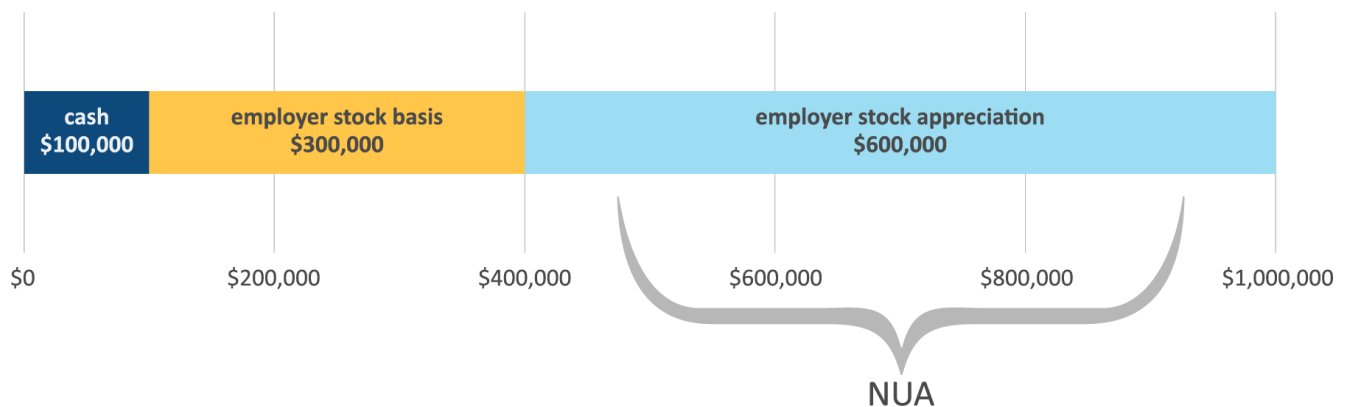 cash
$100,000
employer stock basis
$300,000
employer stock appreciation
$600,000
$0
$200,000
$400,000
$600,000
$800,000
$1,000,000
NUA